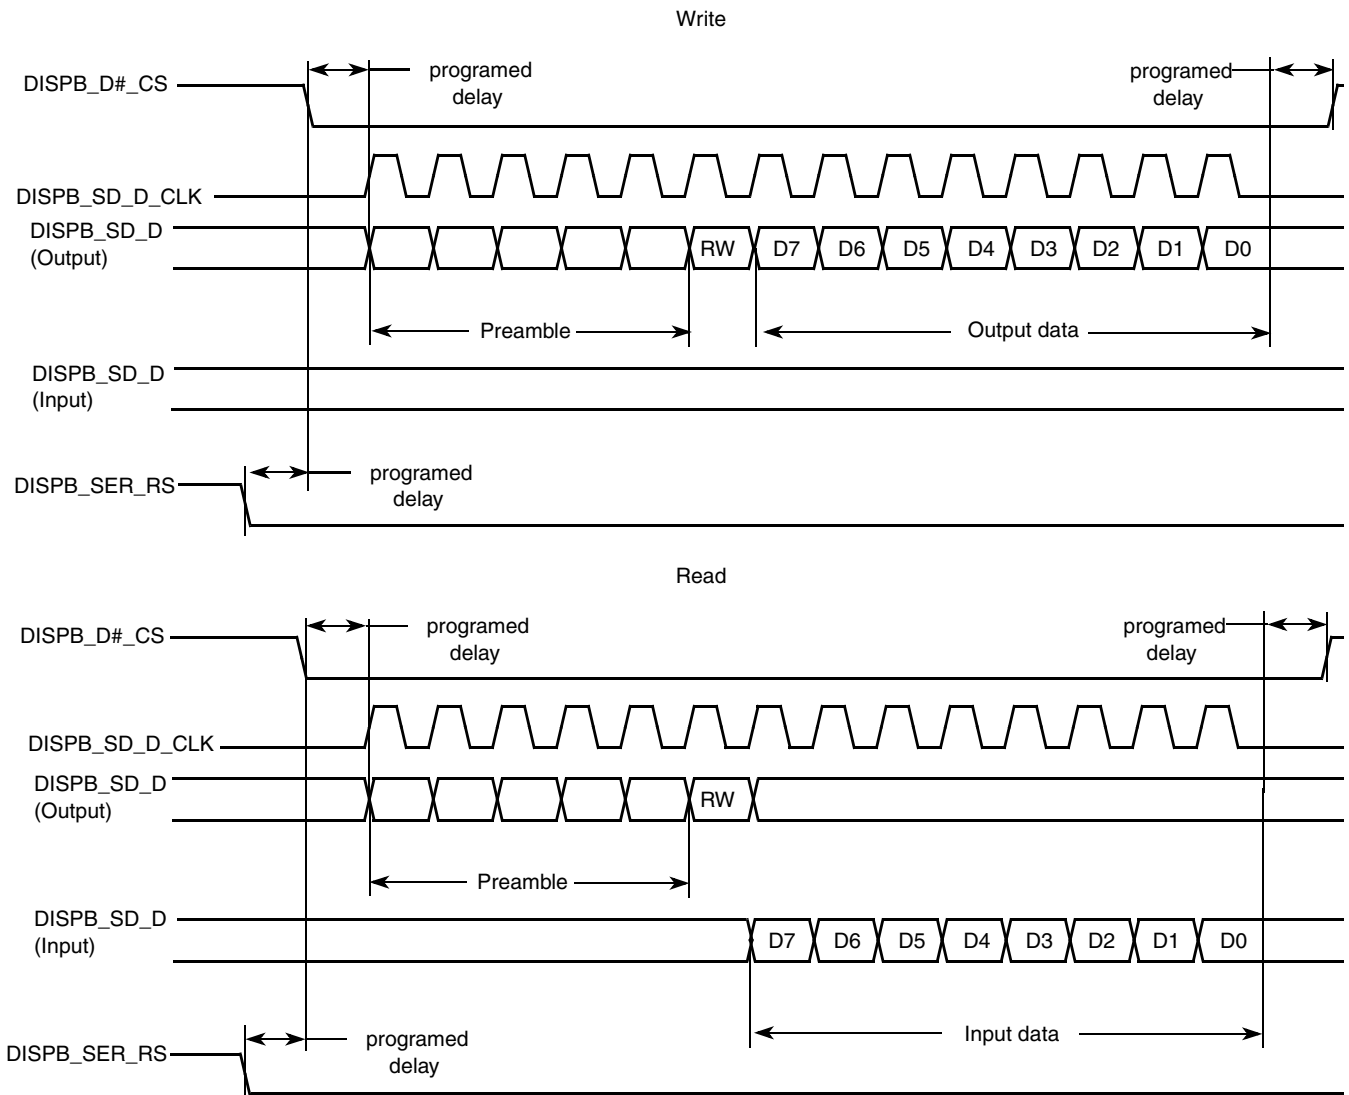 Write
DISPB_D#_CS
programed
delay
programed
delay
DISPB_SD_D_CLK
DISPB_SD_D
(Output)
RW D7 D6 D5 D4 D3 D2 D1 D0
Preamble
Output data
DISPB_SD_D
(Input)
DISPB_SER_RS
programed
delay
Read
DISPB_D#_CS
programed
delay
programed
delay
DISPB_SD_D_CLK
DISPB_SD_D
(Output)
RW
Preamble
DISPB_SD_D
(Input)
D7 D6 D5 D4 D3 D2 D1 D0
Input data
DISPB_SER_RS
programed
delay